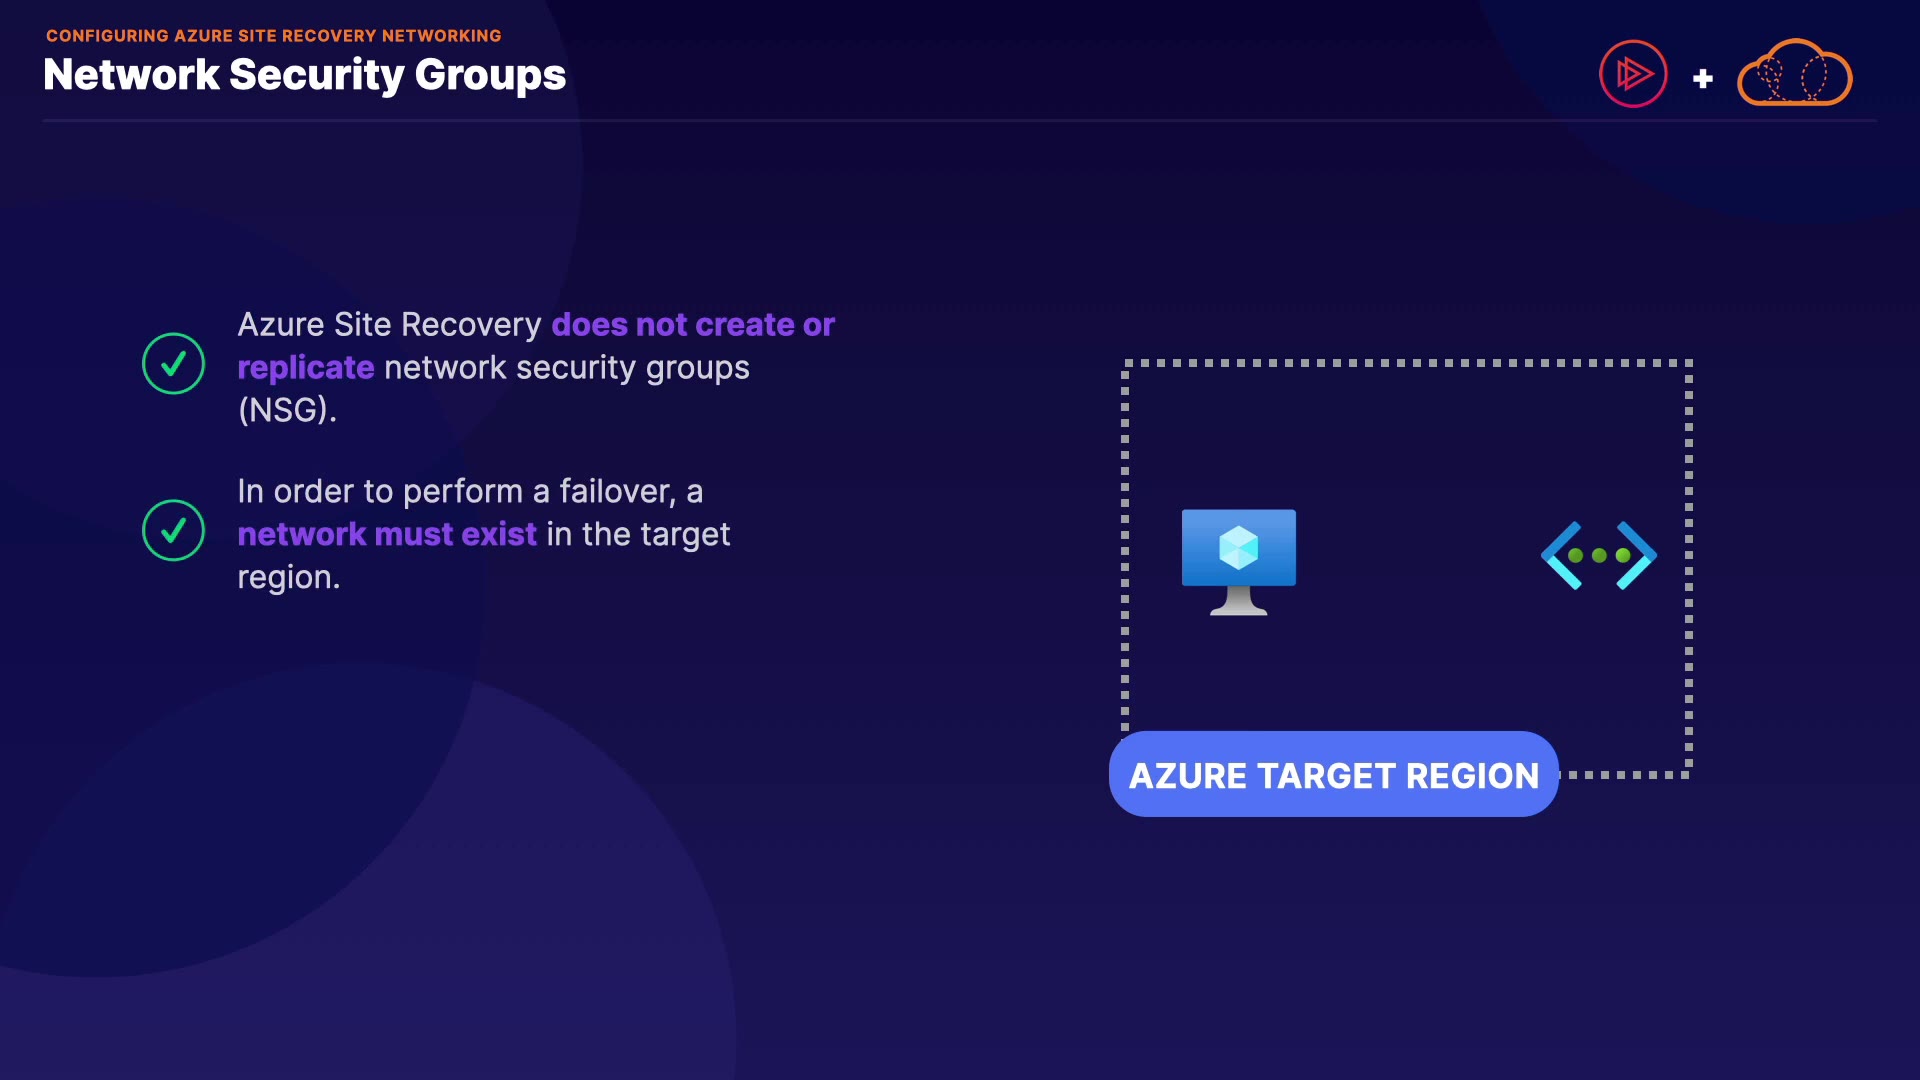 CONFIGURING AZURE SITE RECOVERY NETWORKING
Network Security Groups
Azure Site Recovery does not create or
replicate network security groups
(NSG).
In order to perform a failover, a
network must exist in the target
region.
AZURE TARGET REGION